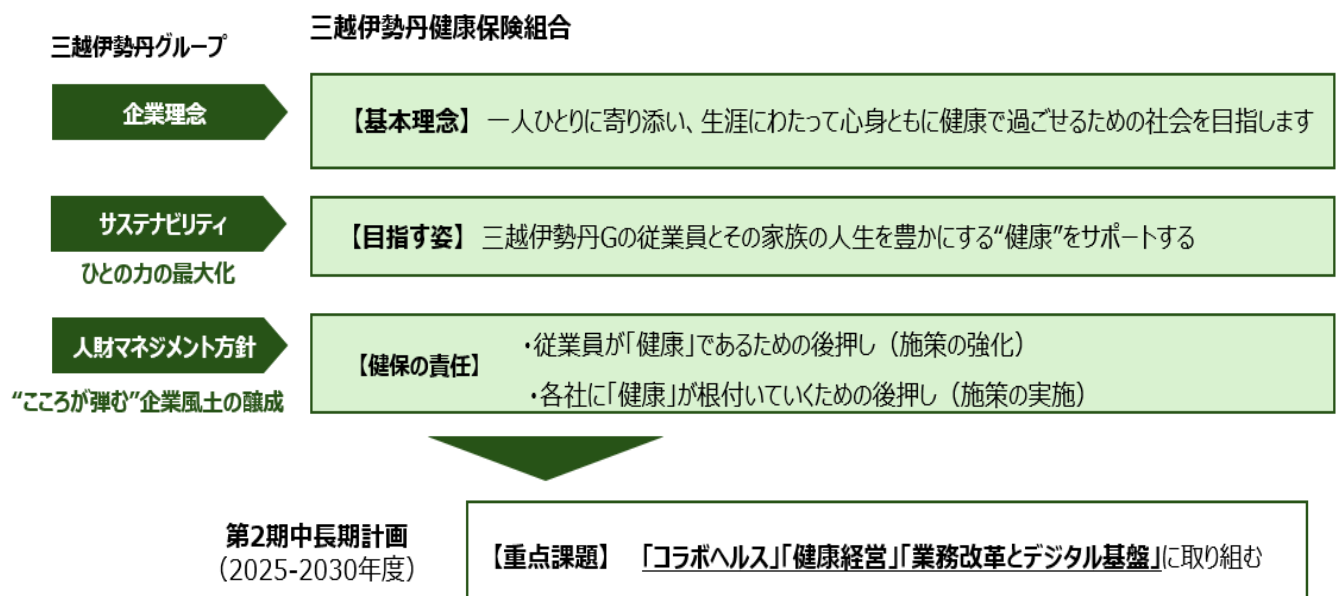 三越伊勢丹グループ
三越伊勢丹健康保険組合
企業理念
【基本理念】 一人ひとりに寄り添い、生涯にわたって心身ともに健康で過ごせるための社会を目指します
サステナビリティ
ひとの力の最大化
【目指す姿】 三越伊勢丹Gの従業員とその家族の人生を豊かにする“健康”をサポートする
人財マネジメント方針
“こころが弾む”企業風土の醸成
【健保の責任】
・従業員が「健康」であるための後押し（施策の強化）
・各社に「健康」が根付いていくための後押し（施策の実施）
第2期中長期計画
（2025-2030年度）
【重点課題】 「コラボヘルス」「健康経営」「業務改革とデジタル基盤」に取り組む